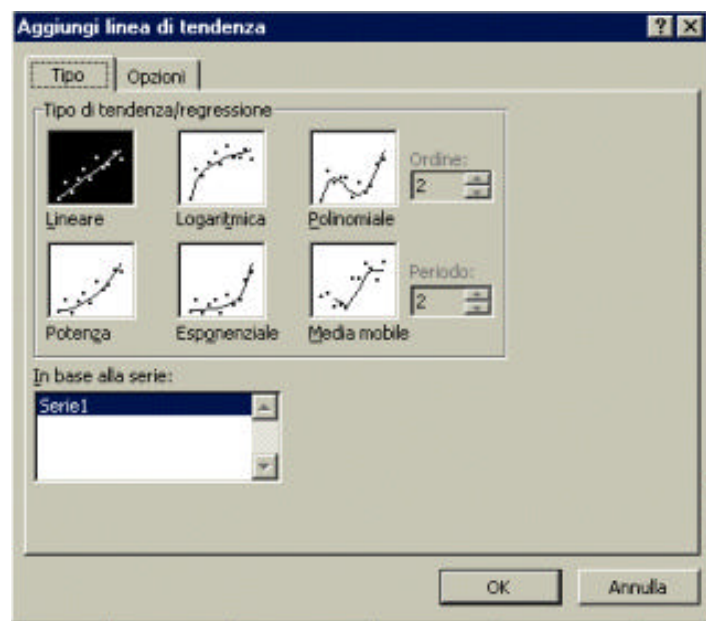 Aggiungi linea di tendenza
Tipo
Opzioni
Tipo di tendenza/regressione
Lineare
Logaritmica
Polinomiale
Ordine:
2
Potenza
Esponenziale
Media mobile
Periodo:
2
In base alla serie:
Serie1
OK
Annulla